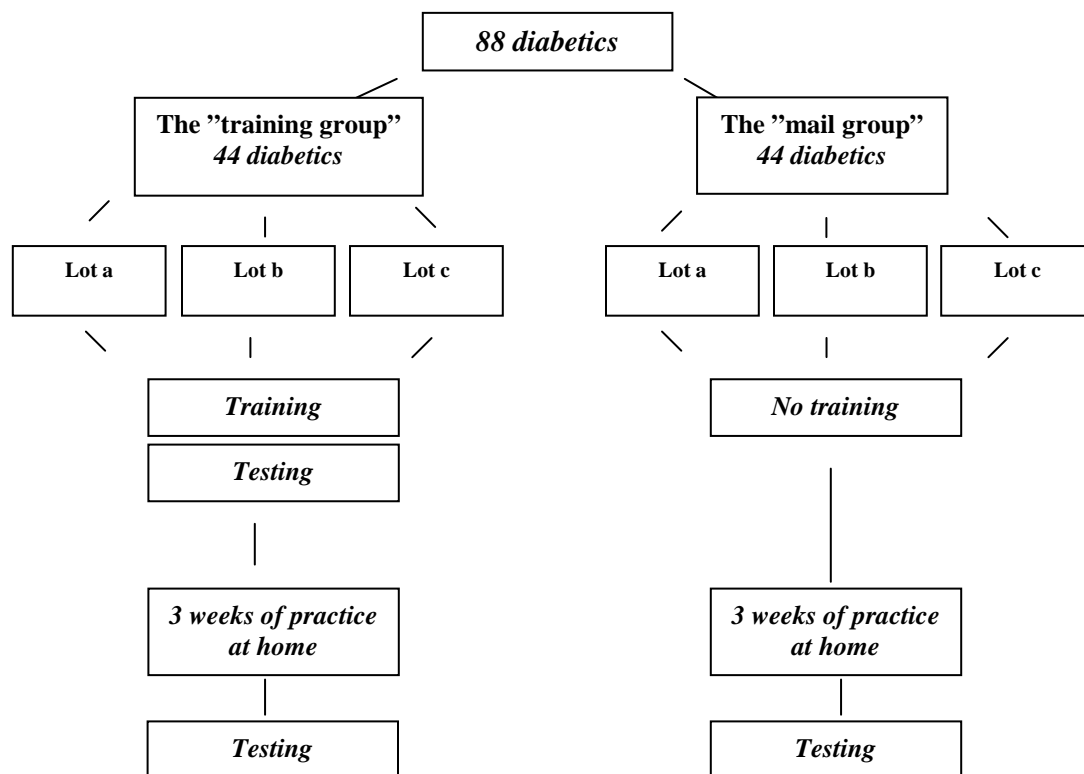 88 diabetics
The ”training group”
44 diabetics
The ”mail group”
44 diabetics
Lot a
Lot b
Lot c
Lot a
Lot b
Lot c
Training
No training
Testing
3 weeks of practice
at home
3 weeks of practice
at home
Testing
Testing